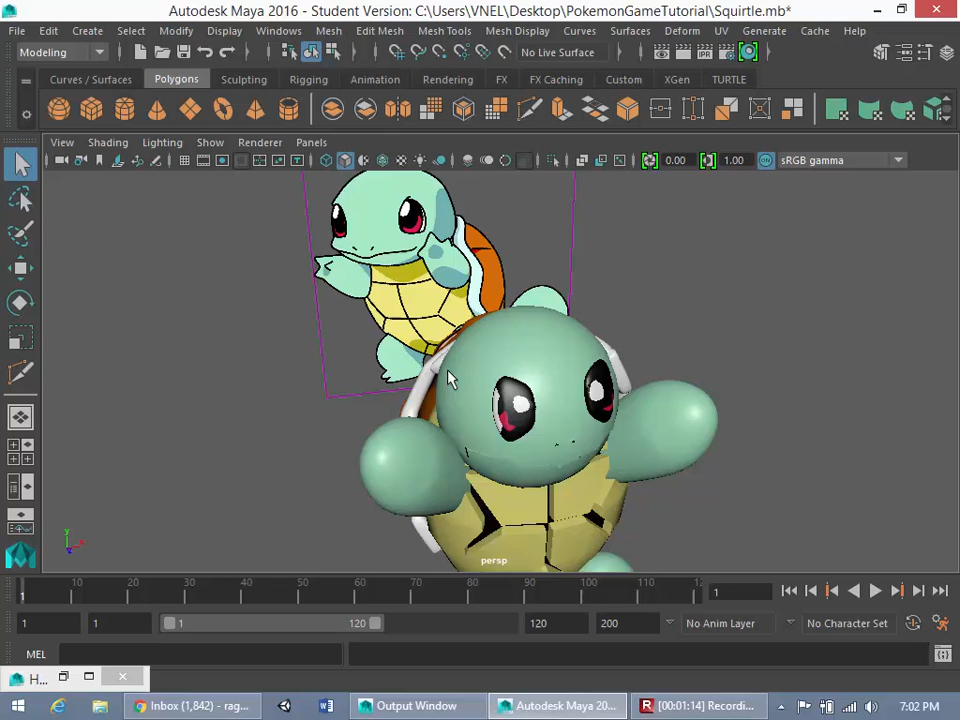 Autodesk Maya 2016 - Student Version: C:\Users\VNEL\Desktop\PokemonGameTutorial\Squirtle.mb*
File Edit Create Select Modify Display Windows Mesh Edit Mesh Mesh Tools Mesh Display Curves Surfaces Deform UV Generate Cache Help
Modeling No Live Surface
Curves / Surfaces Polygons Sculpting Rigging Animation Rendering FX FX Caching Custom XGen TURTLE
View Shading Lighting Show Renderer Panels
0.00 1.00 ON sRGB gamma
persp
1 10 20 30 40 50 60 70 80 90 100 110 12 1
1 1 1 120 120 200 No Anim Layer No Character Set
MEL
H...
Inbox (1,842) - rag... Output Window Autodesk Maya 20... [00:01:14] Recordi... 7:02 PM